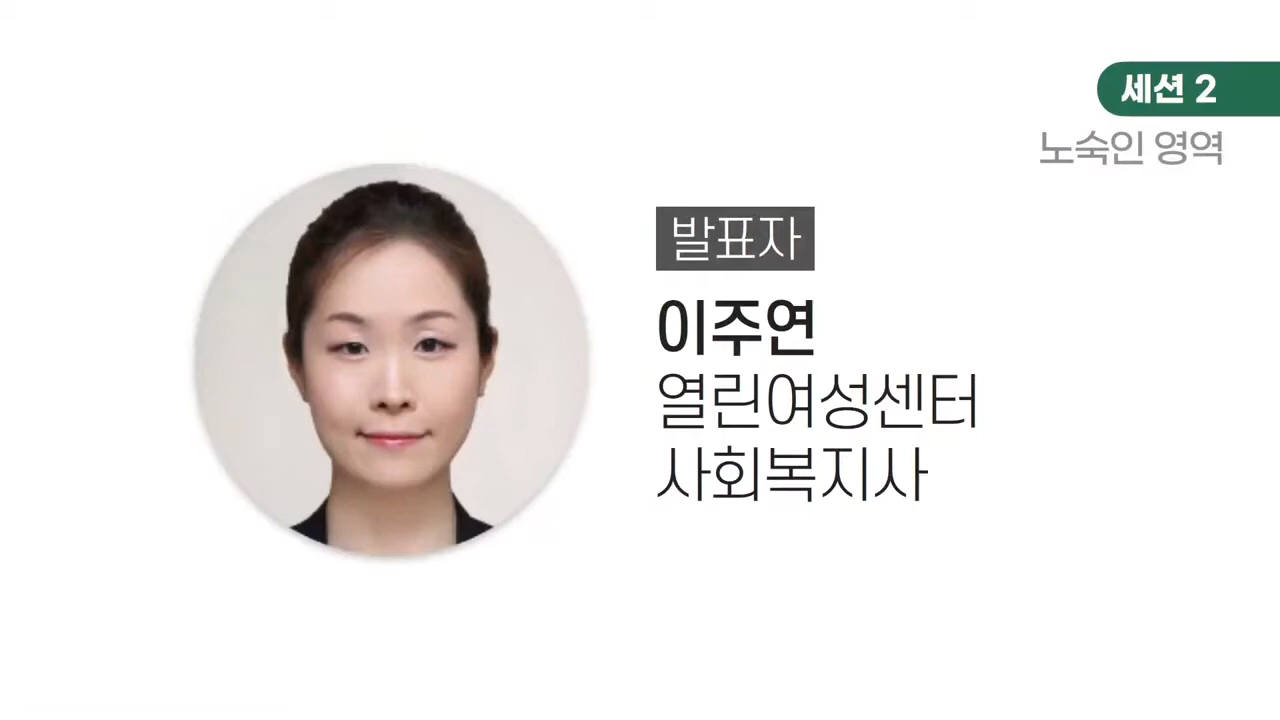 세션 2
노숙인 영역
발표자
이주연
열린여성센터
사회복지사